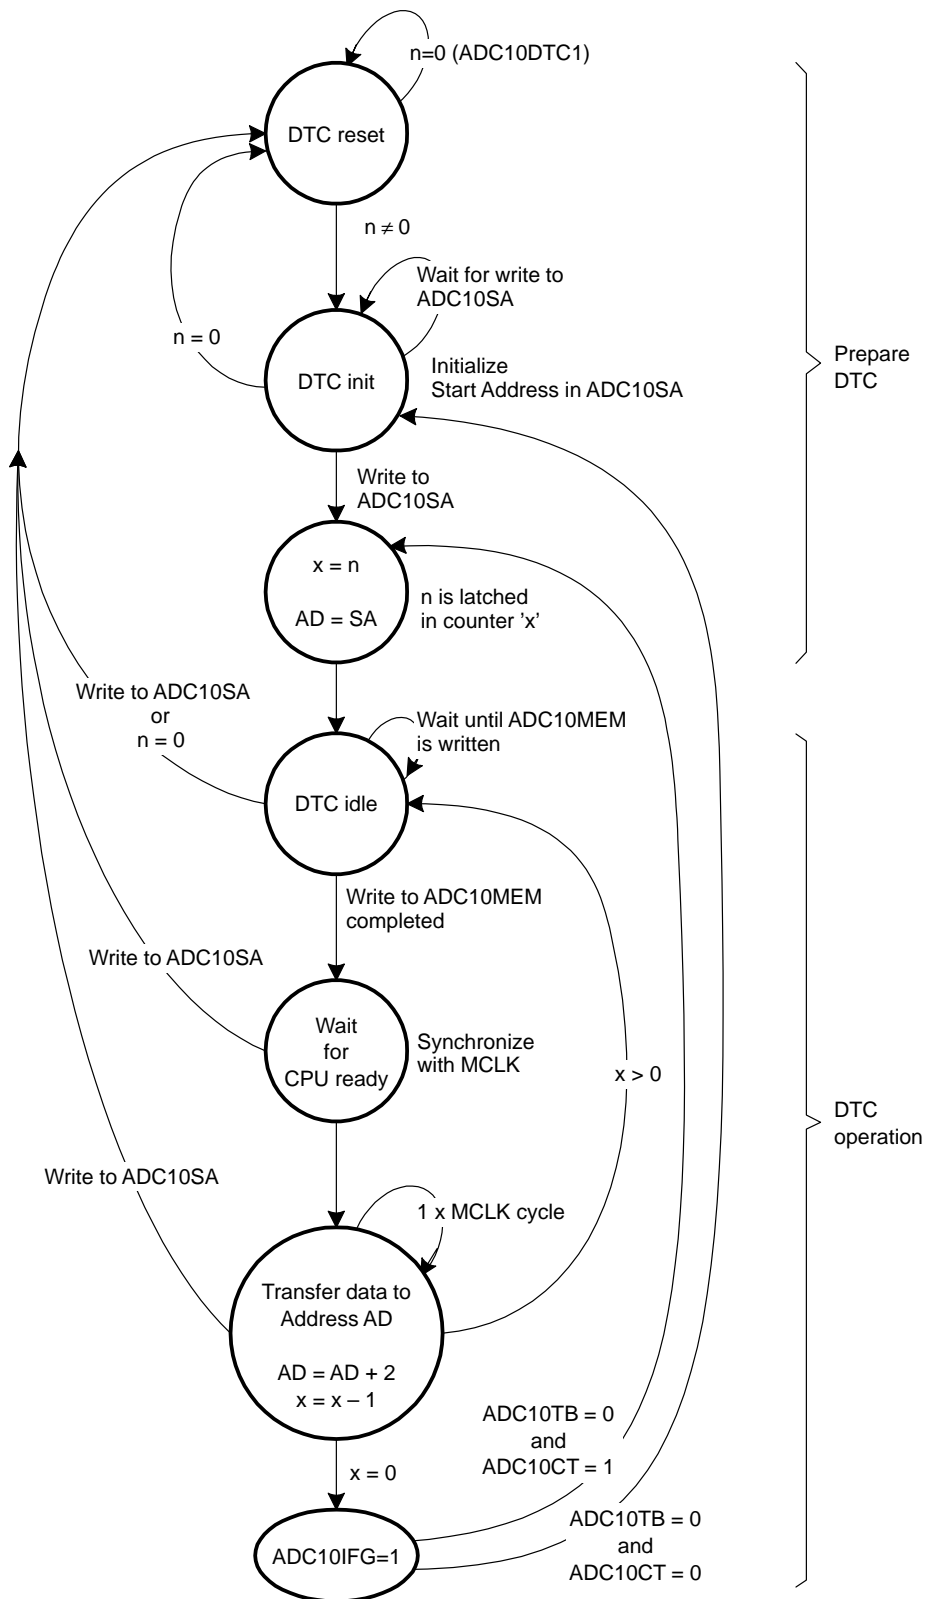 n=0 (ADC10DTC1)
DTC reset
n ≠ 0
Wait for write to
ADC10SA
n = 0
DTC init
Initialize
Start Address in ADC10SA
Prepare
DTC
Write to
ADC10SA
x = n
AD = SA
n is latched
in counter ’x’
Write to ADC10SA
or
n = 0
Wait until ADC10MEM
is written
DTC idle
Write to ADC10MEM
completed
Write to ADC10SA
Wait
for
CPU ready
Synchronize
with MCLK
x > 0
DTC
operation
Write to ADC10SA
1 x MCLK cycle
Transfer data to
Address AD
AD = AD + 2
x = x – 1
ADC10TB = 0
and
ADC10CT = 1
x = 0
ADC10IFG=1
ADC10TB = 0
and
ADC10CT = 0